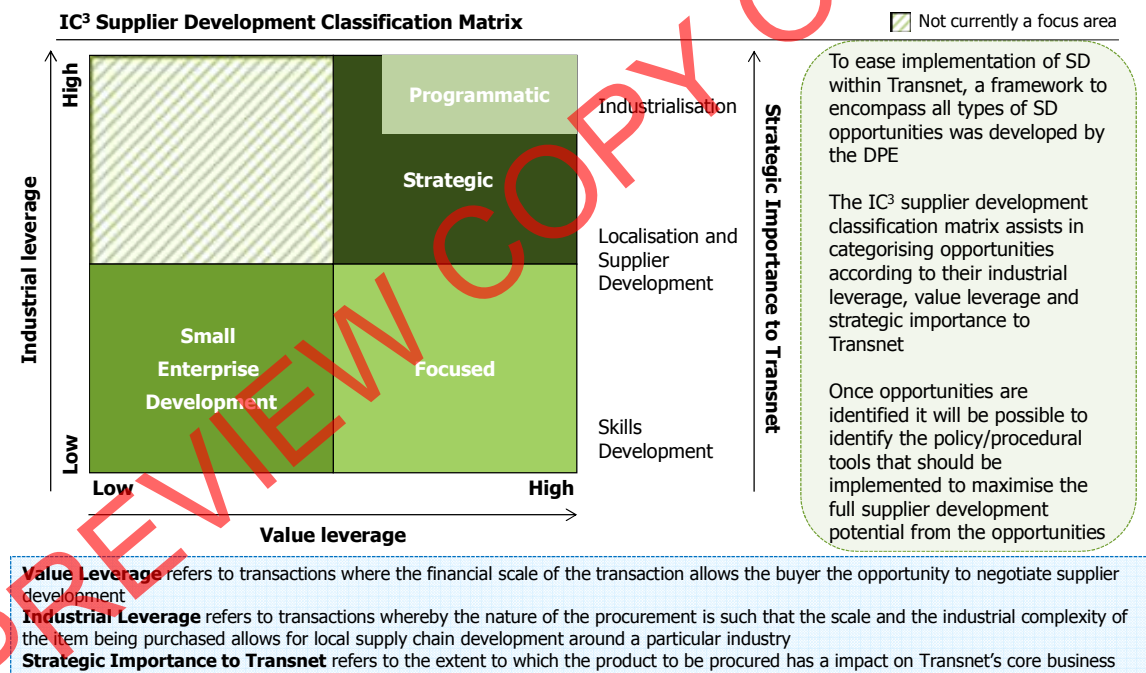 IC³ Supplier Development Classification Matrix
Not currently a focus area
High
Industrial leverage
Low
Programmatic
Strategic
Small
Enterprise
Development
Focused
Low
High
Value leverage
Industrialisation
Localisation and
Supplier
Development
Skills
Development
Strategic Importance to Transnet
To ease implementation of SD
within Transnet, a framework to
encompass all types of SD
opportunities was developed by
the DPE
The IC³ supplier development
classification matrix assists in
categorising opportunities
according to their industrial
leverage, value leverage and
strategic importance to
Transnet
Once opportunities are
identified it will be possible to
identify the policy/procedural
tools that should be
implemented to maximise the
full supplier development
potential from the opportunities
Value Leverage refers to transactions where the financial scale of the transaction allows the buyer the opportunity to negotiate supplier
development
Industrial Leverage refers to transactions whereby the nature of the procurement is such that the scale and the industrial complexity of
the item being purchased allows for local supply chain development around a particular industry
Strategic Importance to Transnet refers to the extent to which the product to be procured has a impact on Transnet's core business
PREVIEW COPY O